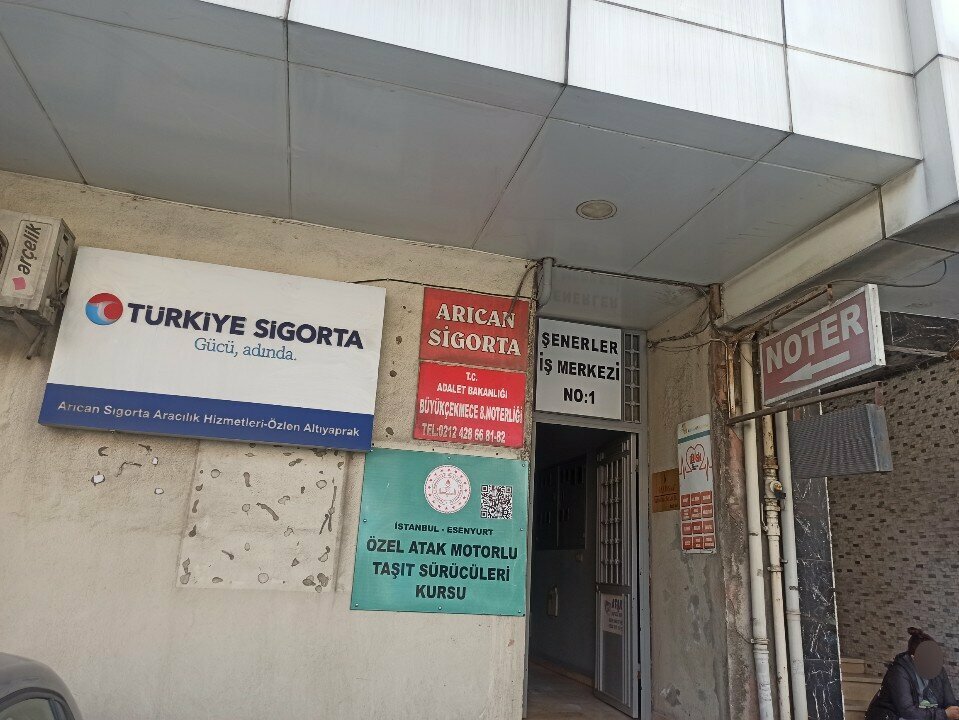 arçelik
TÜRKİYE SİGORTA
Gücü, adında.
Arıcan Sigorta Aracılık Hizmetleri-Özlen Altıyaprak
ARICAN
SİGORTA
T.C.
ADALET BAKANLIĞI
BÜYÜKÇEKMECE 8.NOTERLİĞİ
TEL:0212 428 66 81-82
İSTANBUL - ESENYURT
ÖZEL ATAK MOTORLU
TAŞIT SÜRÜCÜLERİ
KURSU
ŞENERLER
İŞ MERKEZİ
NO:1
NOTER